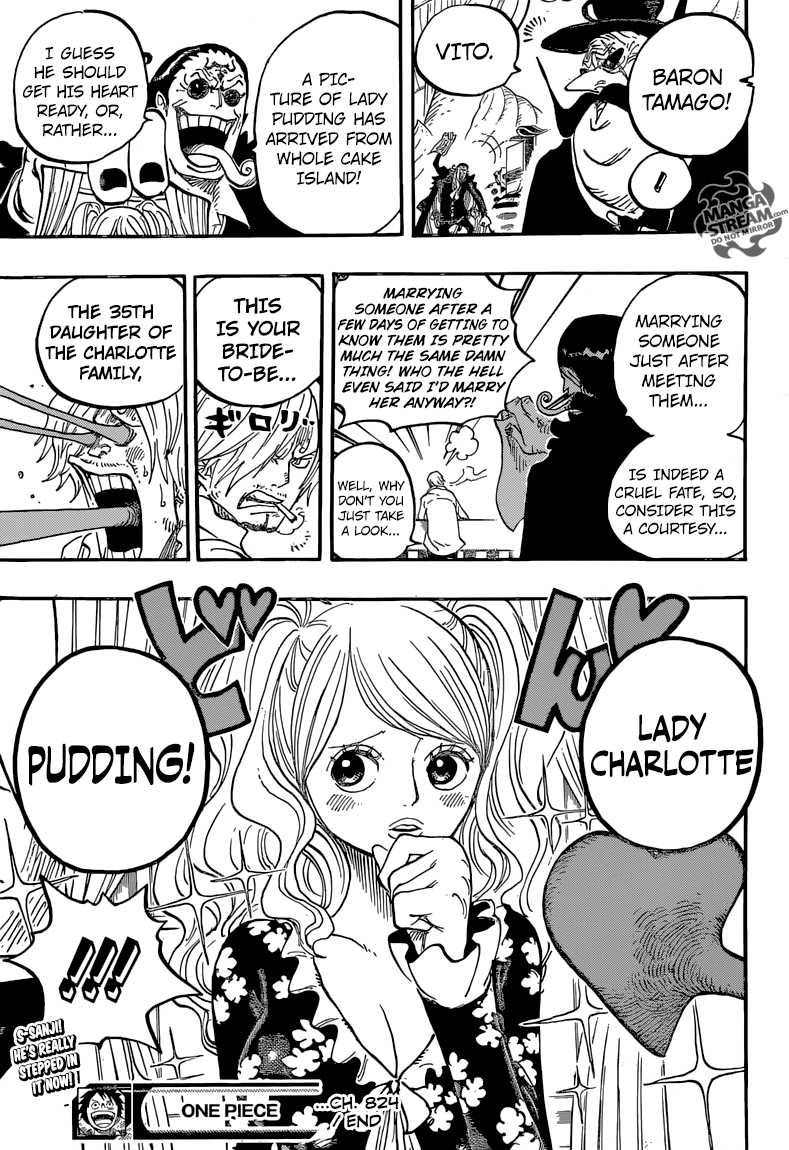 BARON
TAMAGO!
VITO.
A PIC-
TURE OF LADY
PUDDING HAS
ARRIVED FROM
WHOLE CAKE
ISLAND!
I GUESS
HE SHOULD
GET HIS HEART
READY, OR,
RATHER...
MANGA
STREAM.com
DO NOT MIRROR
MARRYING
SOMEONE
JUST AFTER
MEETING
THEM...
IS INDEED A
CRUEL FATE, SO,
CONSIDER THIS
A COURTESY...
MARRYING
SOMEONE AFTER A
FEW DAYS OF GETTING TO
KNOW THEM IS PRETTY
MUCH THE SAME DAMN
THING! WHO THE HELL
EVEN SAID I'D MARRY
HER ANYWAY?!
WELL, WHY
DON'T YOU
JUST TAKE
A LOOK...
THIS
IS YOUR
BRIDE-
TO-BE...
ギロリ
THE 35TH
DAUGHTER OF
THE CHARLOTTE
FAMILY,
LADY
CHARLOTTE
PUDDING!
ドん
!!!!
S-SANJI!
HE'S REALLY
STEPPED IN
IT NOW!
ONE PIECE
...CH. 824
/ END